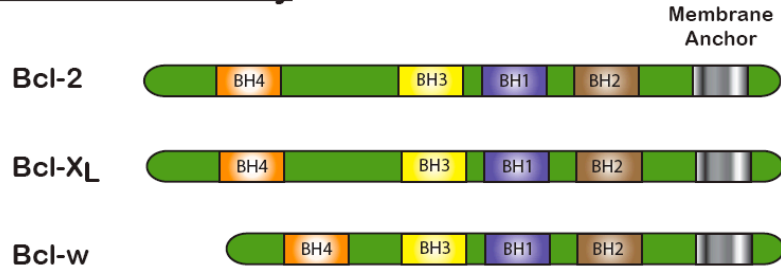 Membrane
Anchor
Bcl-2 BH4 BH3 BH1 BH2
Bcl-XL BH4 BH3 BH1 BH2
Bcl-w BH4 BH3 BH1 BH2